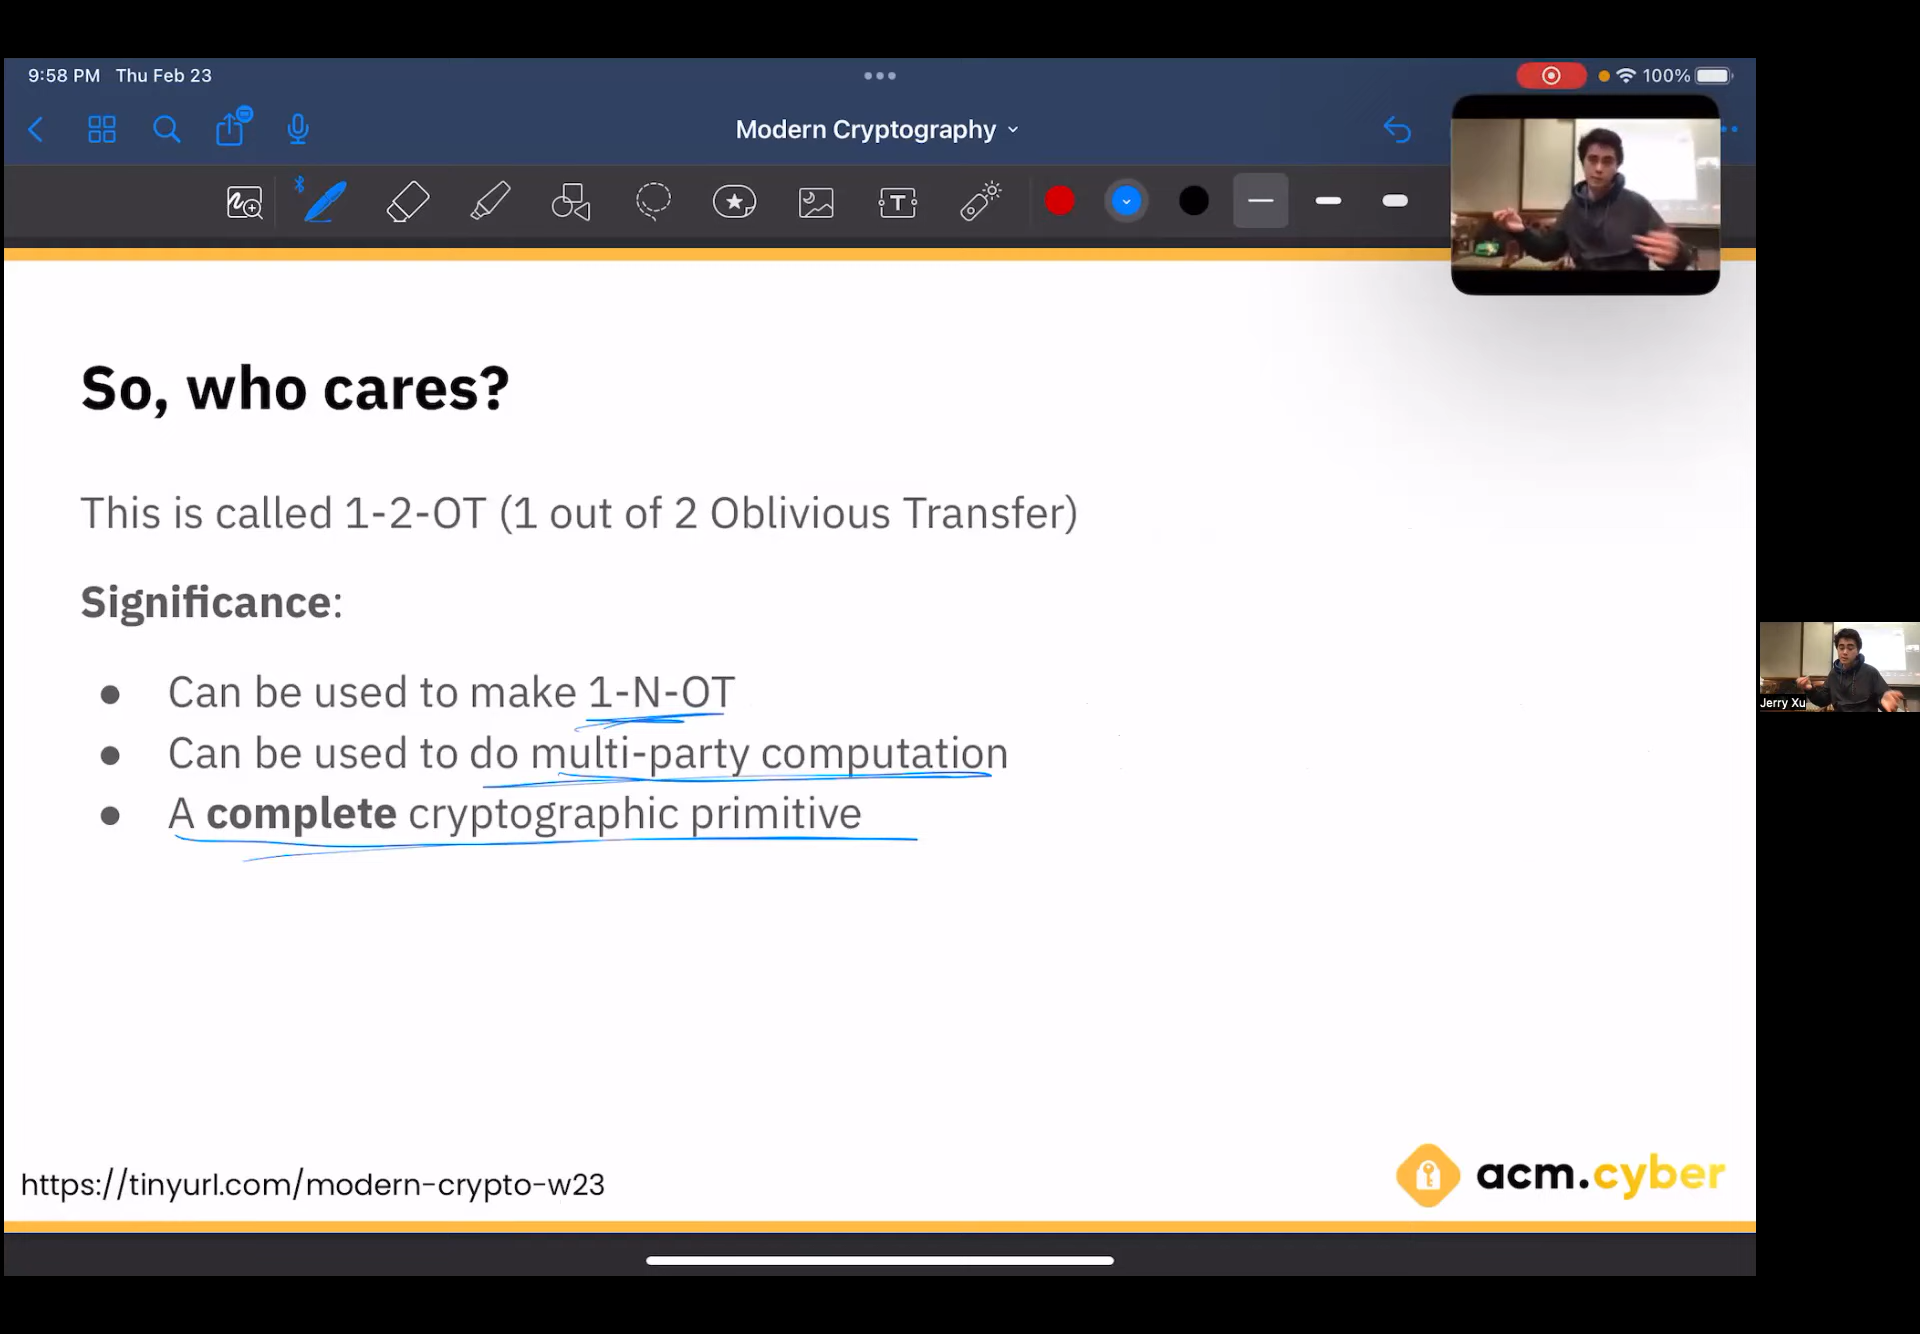 9:58 PM Thu Feb 23
100%
Modern Cryptography
T
So, who cares?
This is called 1-2-OT (1 out of 2 Oblivious Transfer)
Significance:
● Can be used to make 1-N-OT
● Can be used to do multi-party computation
● A complete cryptographic primitive
Jerry Xu
https://tinyurl.com/modern-crypto-w23
acm.cyber